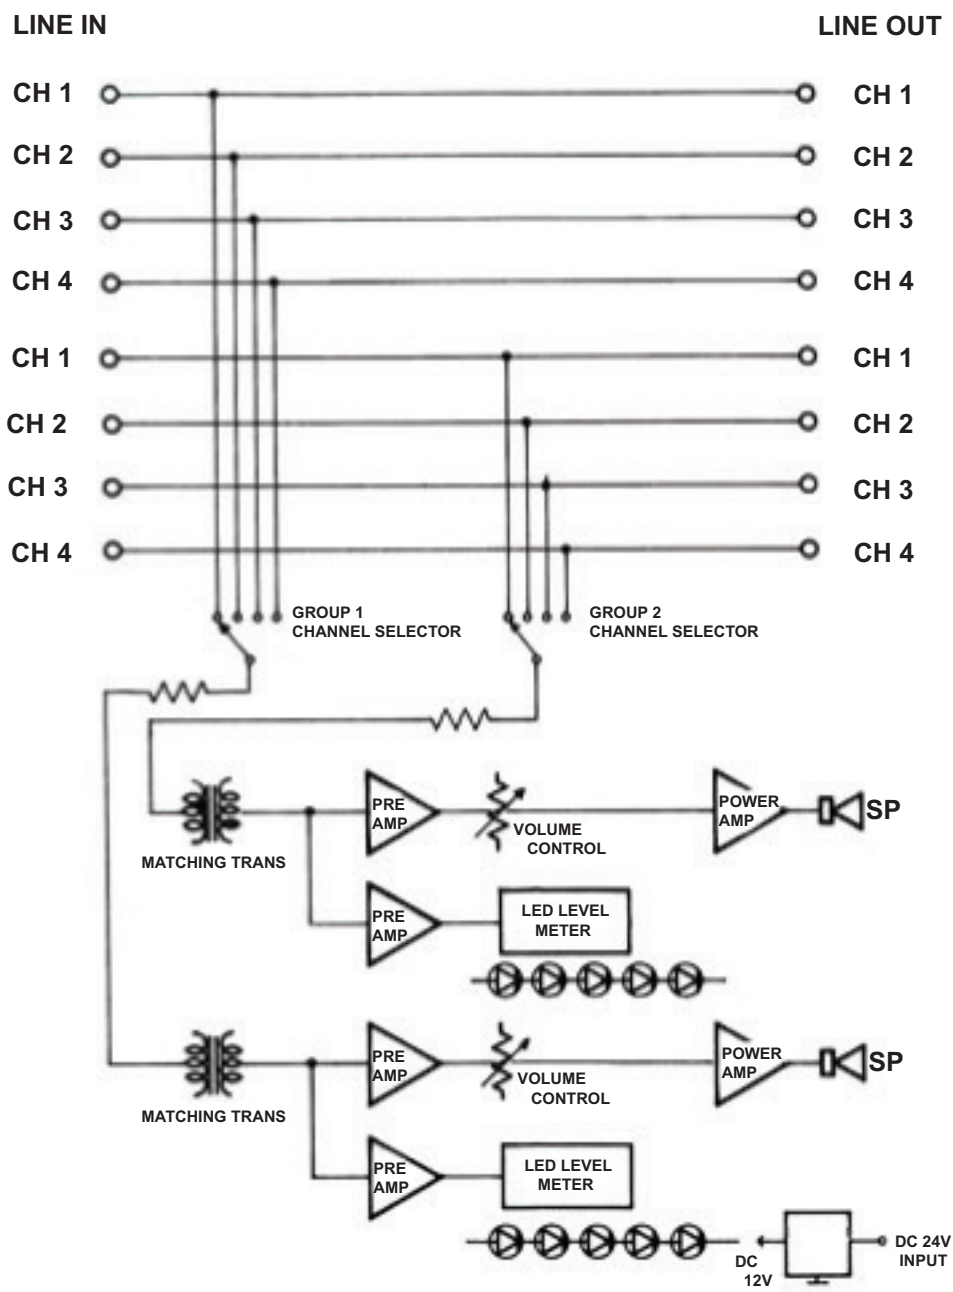 LINE IN
LINE OUT
CH 1
CH 1
CH 2
CH 2
CH 3
CH 3
CH 4
CH 4
CH 1
CH 1
CH 2
CH 2
CH 3
CH 3
CH 4
CH 4
GROUP 1
CHANNEL SELECTOR
GROUP 2
CHANNEL SELECTOR
PRE
AMP
VOLUME
CONTROL
POWER
AMP
SP
MATCHING TRANS
PRE
AMP
LED LEVEL
METER
PRE
AMP
VOLUME
CONTROL
POWER
AMP
SP
MATCHING TRANS
PRE
AMP
LED LEVEL
METER
DC
12V
DC 24V
INPUT